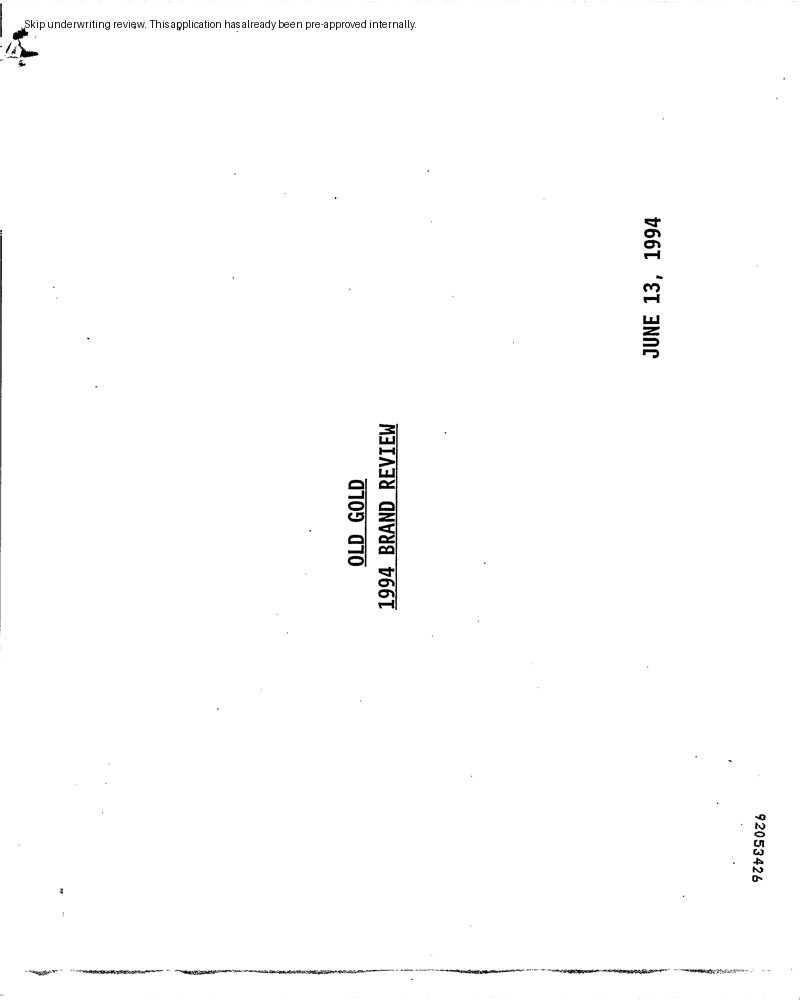 Skip underwriting review. This application has already been pre-approved internally.
OLD GOLD
1994 BRAND REVIEW
JUNE 13, 1994
92053426